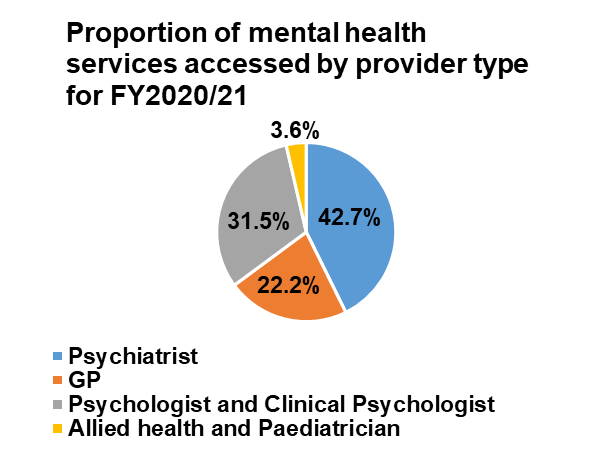 Proportion of mental health
services accessed by provider type
for FY2020/21
3.6%
31.5%
42.7%
22.2%
Psychiatrist
GP
Psychologist and Clinical Psychologist
Allied health and Paediatrician